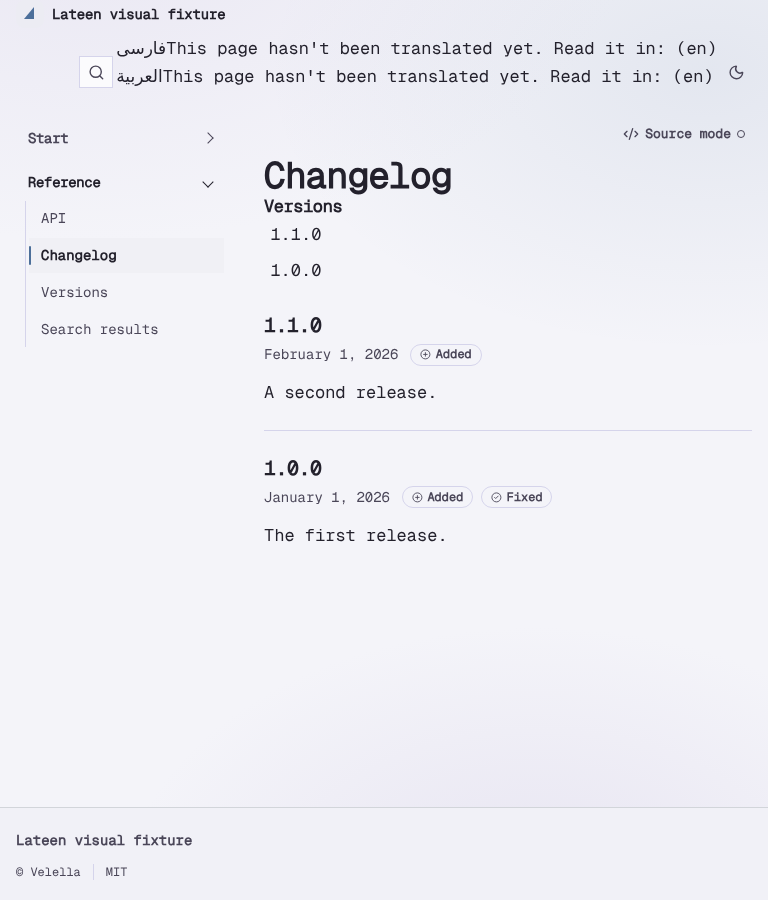 Lateen visual fixture
فارسیThis page hasn't been translated yet. Read it in: (en)
العربيةThis page hasn't been translated yet. Read it in: (en)
Source mode
Start
Reference
API
Changelog
Versions
Search results
Changelog
Versions
1.1.0
1.0.0
1.1.0
February 1, 2026 Added
A second release.
1.0.0
January 1, 2026 Added Fixed
The first release.
Lateen visual fixture
© Velella MIT